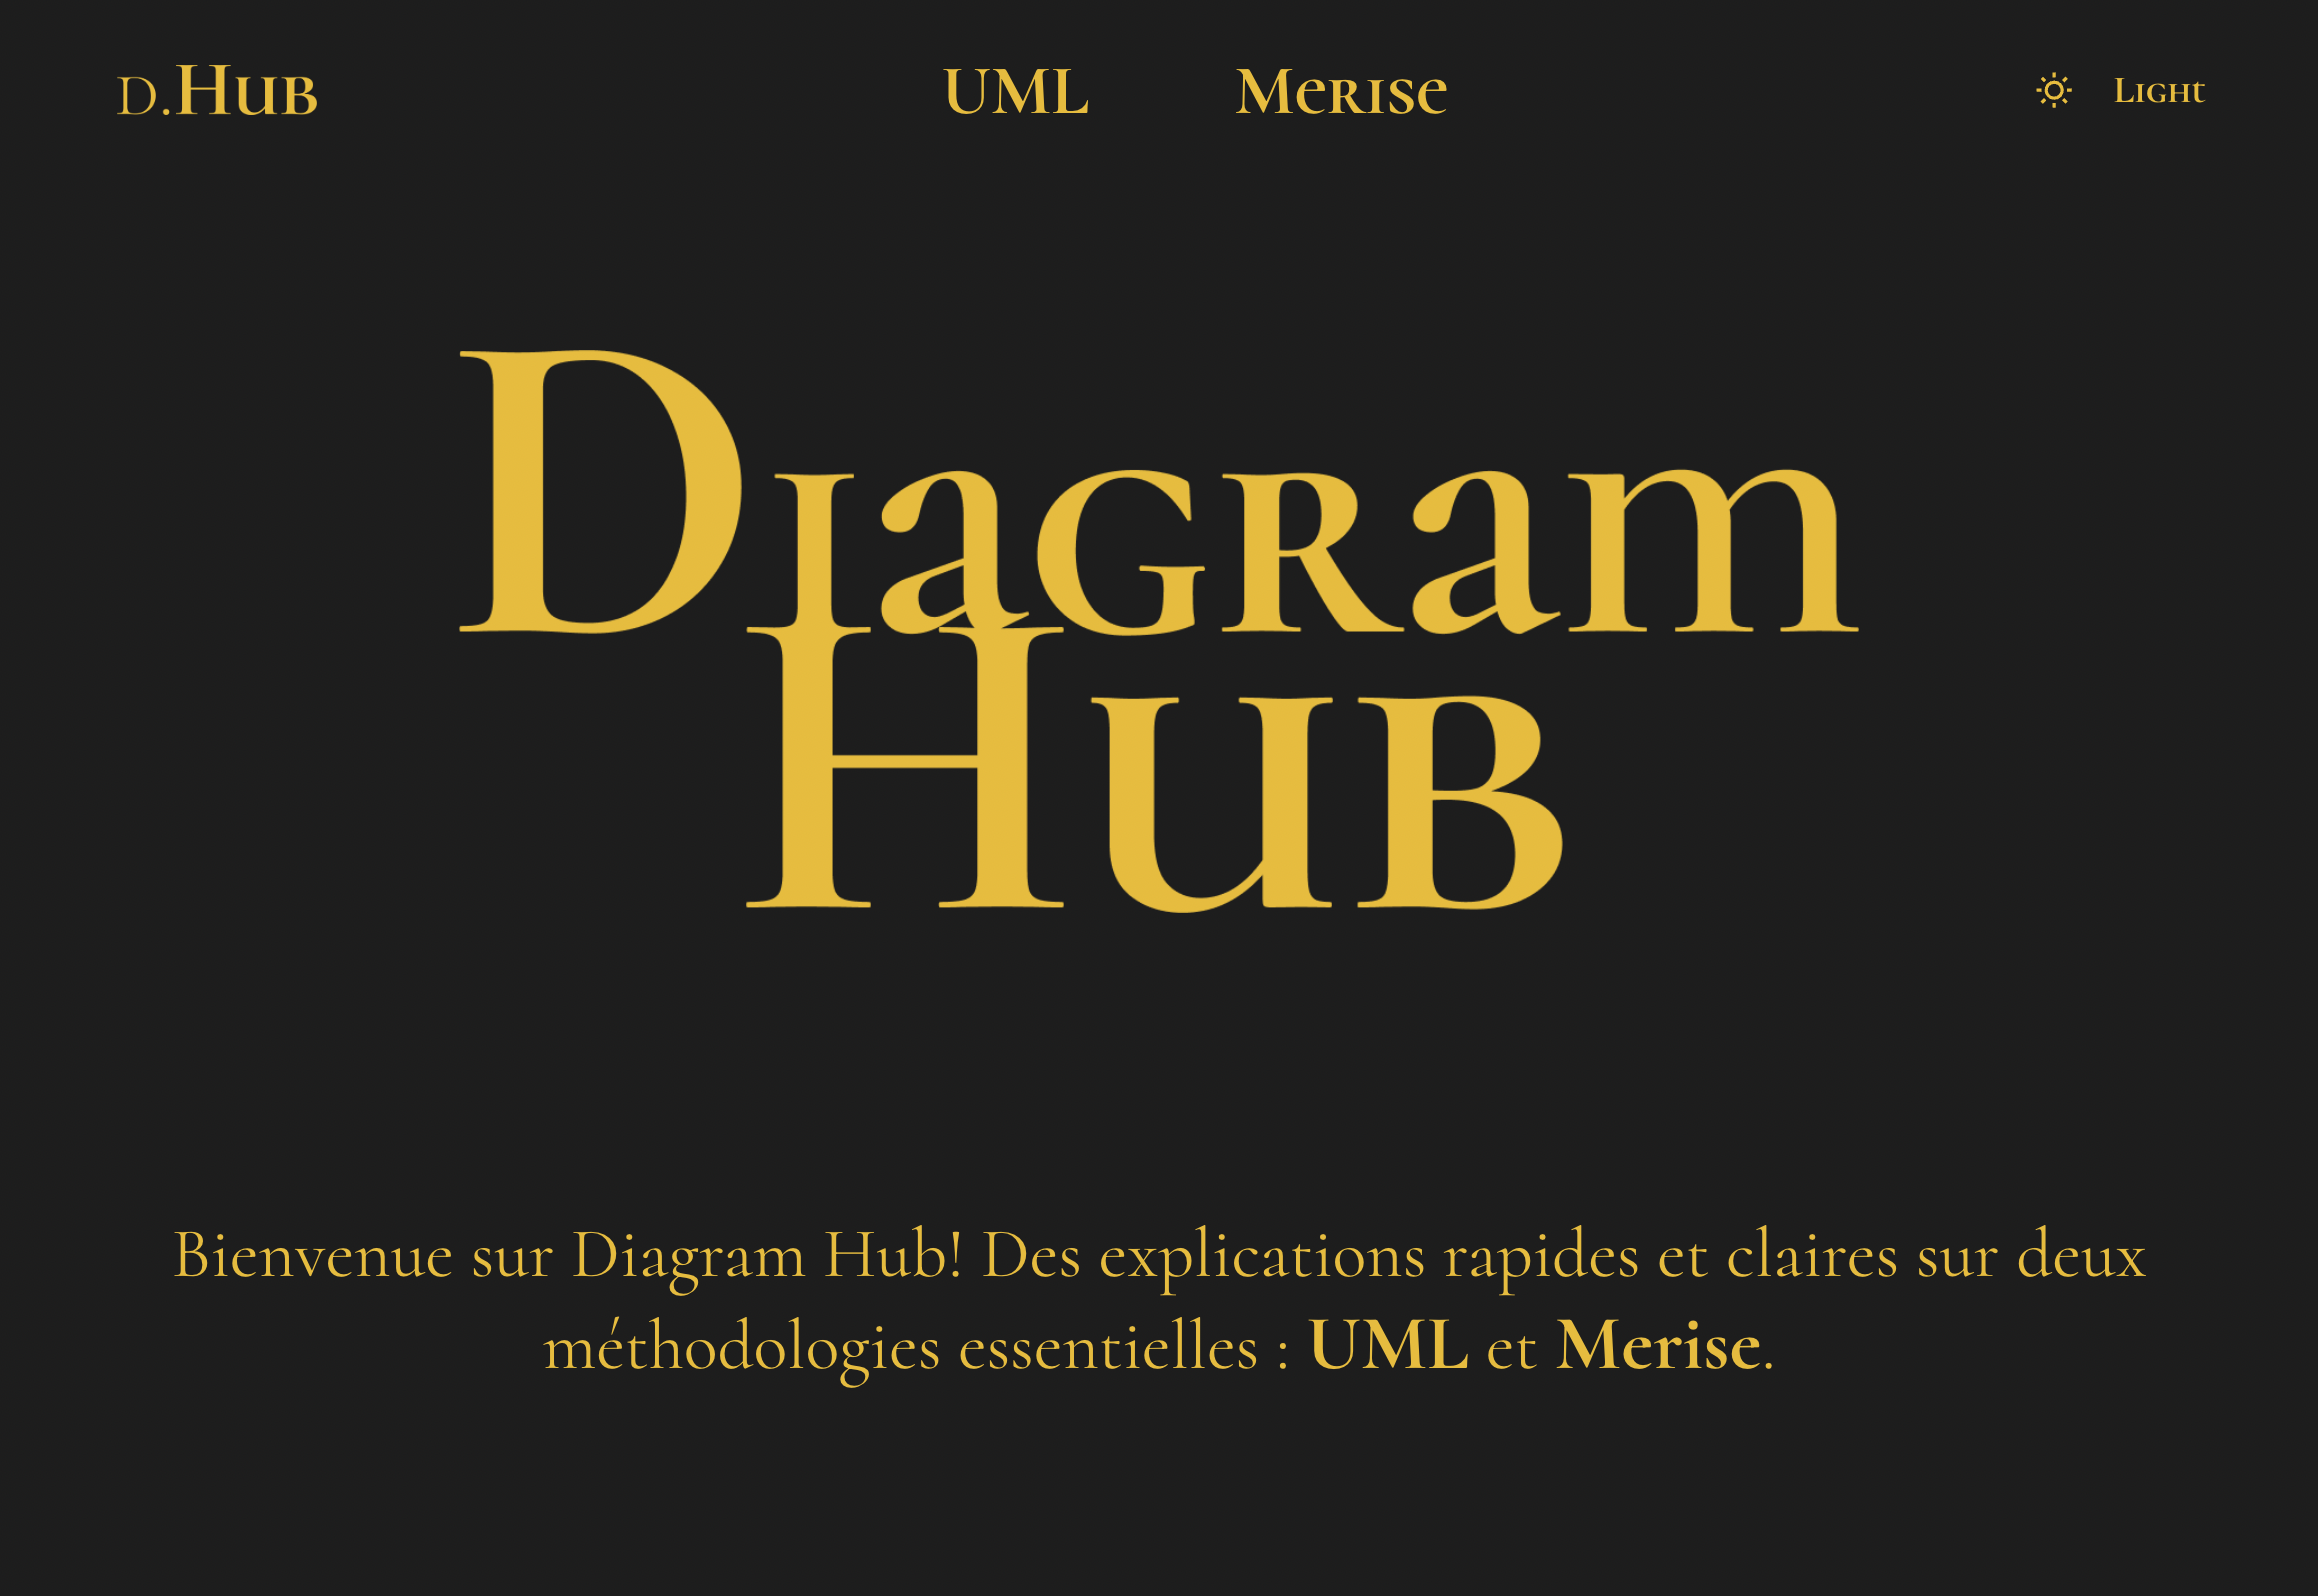 D.Hub
UML
Merise
Light
Diagram
Hub
Bienvenue sur Diagram Hub! Des explications rapides et claires sur deux
méthodologies essentielles : UML et Merise.